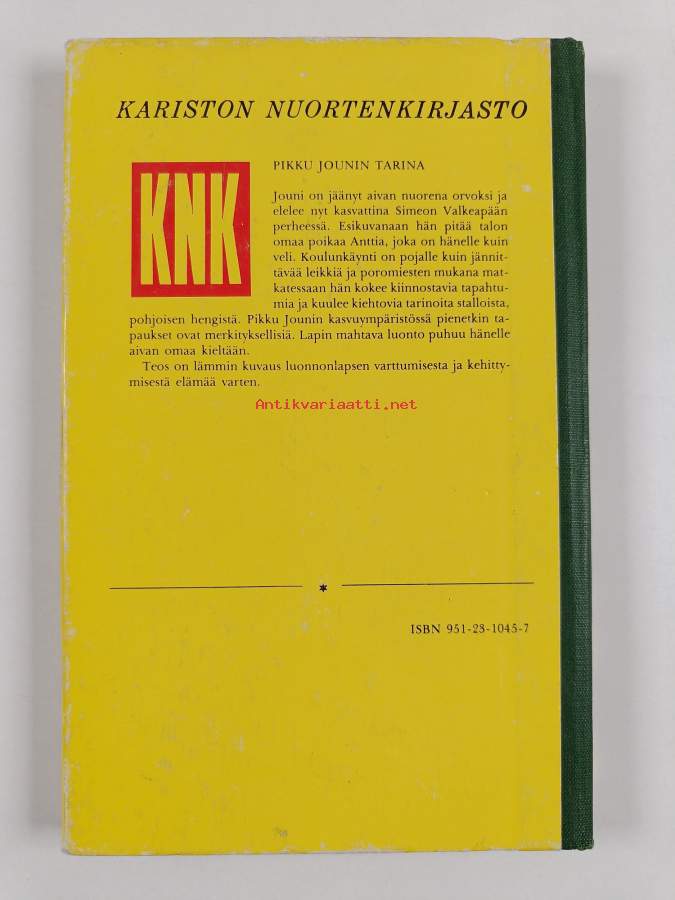 KARISTON NUORTENKIRJASTO
KNK
PIKKU JOUNIN TARINA
Jouni on jäänyt aivan nuorena orvoksi ja
elelee nyt kasvattina Simeon Valkeapään
perheessä. Esikuvanaan hän pitää talon
omaa poikaa Anttia, joka on hänelle kuin
veli. Koulunkäynti on pojalle kuin jännit-
tävää leikkiä ja poromiesten mukana mat-
katessaan hän kokee kiinnostavia tapahtu-
mia ja kuulee kiehtovia tarinoita stalloista,
pohjoisen hengistä. Pikku Jounin kasvuympäristössä pienetkin ta-
paukset ovat merkityksellisiä. Lapin mahtava luonto puhuu hänelle
aivan omaa kieltään.
Teos on lämmin kuvaus luonnonlapsen varttumisesta ja kehitty-
misestä elämää varten.
Antikvariaatti.net
ISBN 951-23-1045-7